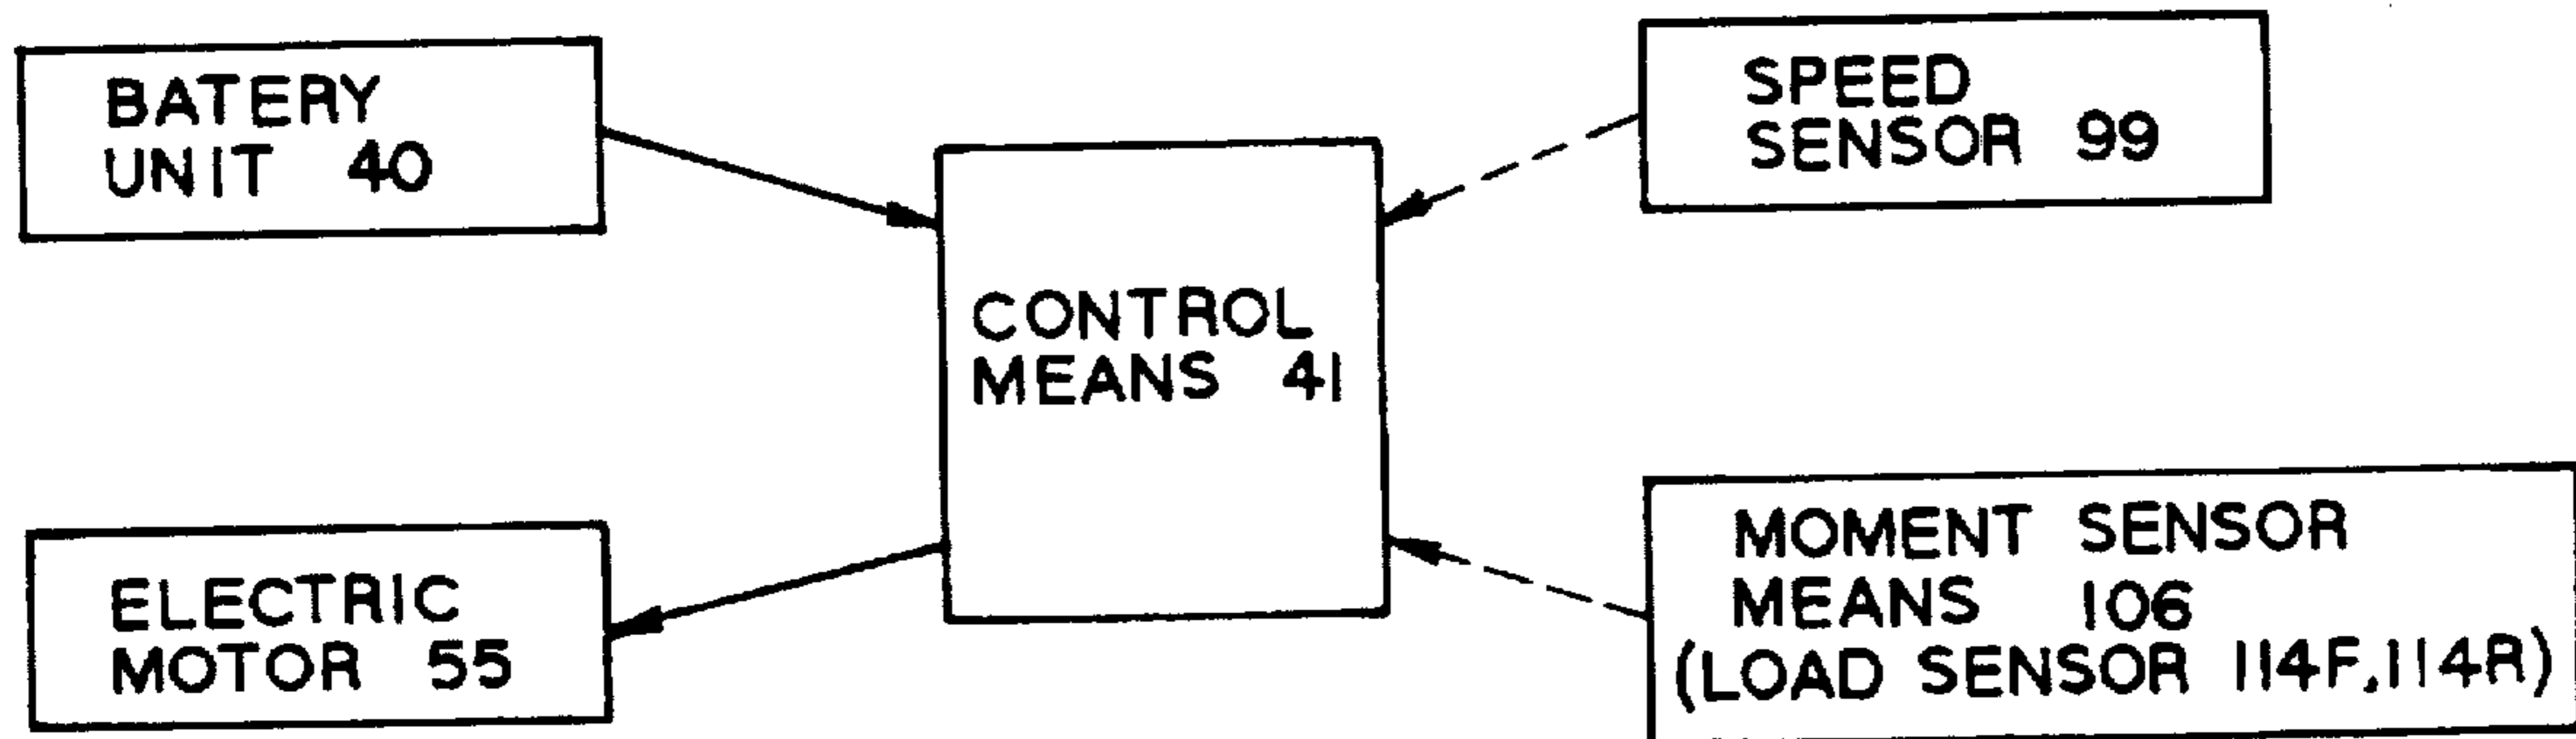 BATERY
UNIT 40
SPEED
SENSOR 99
CONTROL
MEANS 41
ELECTRIC
MOTOR 55
MOMENT SENSOR
MEANS 106
(LOAD SENSOR 114F,114R)